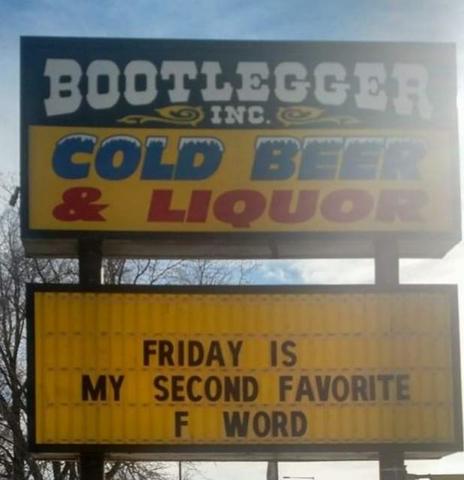 BOOTLEGGER
INC.
COLD BEER
& LIQUOR
FRIDAY IS
MY SECOND FAVORITE
F WORD